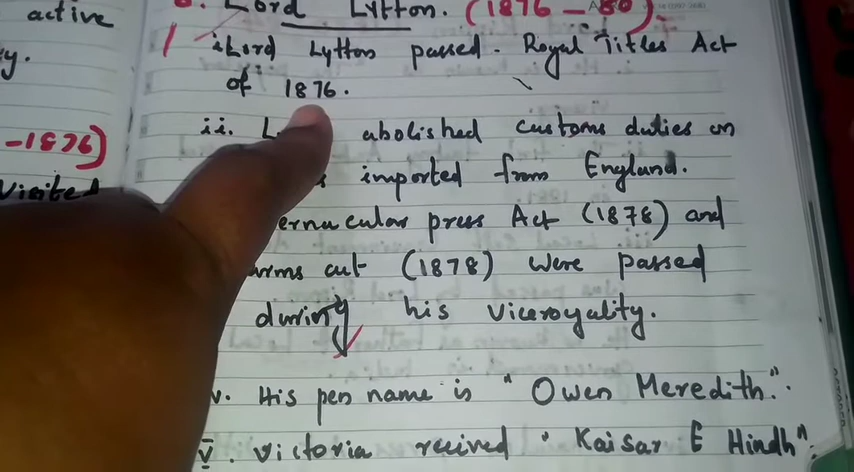 active
Lord Lytton. (1876 - 80)
y.
i. Lord Lytton passed. Royal Titles Act
of 1876.
ii. L abolished customs duties on
-1876)
imported from England.
visited
ernacular press Act (1878) and
arms act (1878) were passed
during his viceroyality.
v. His pen name is "Owen Meredith".
v. Victoria received "Kaisar E Hindh".